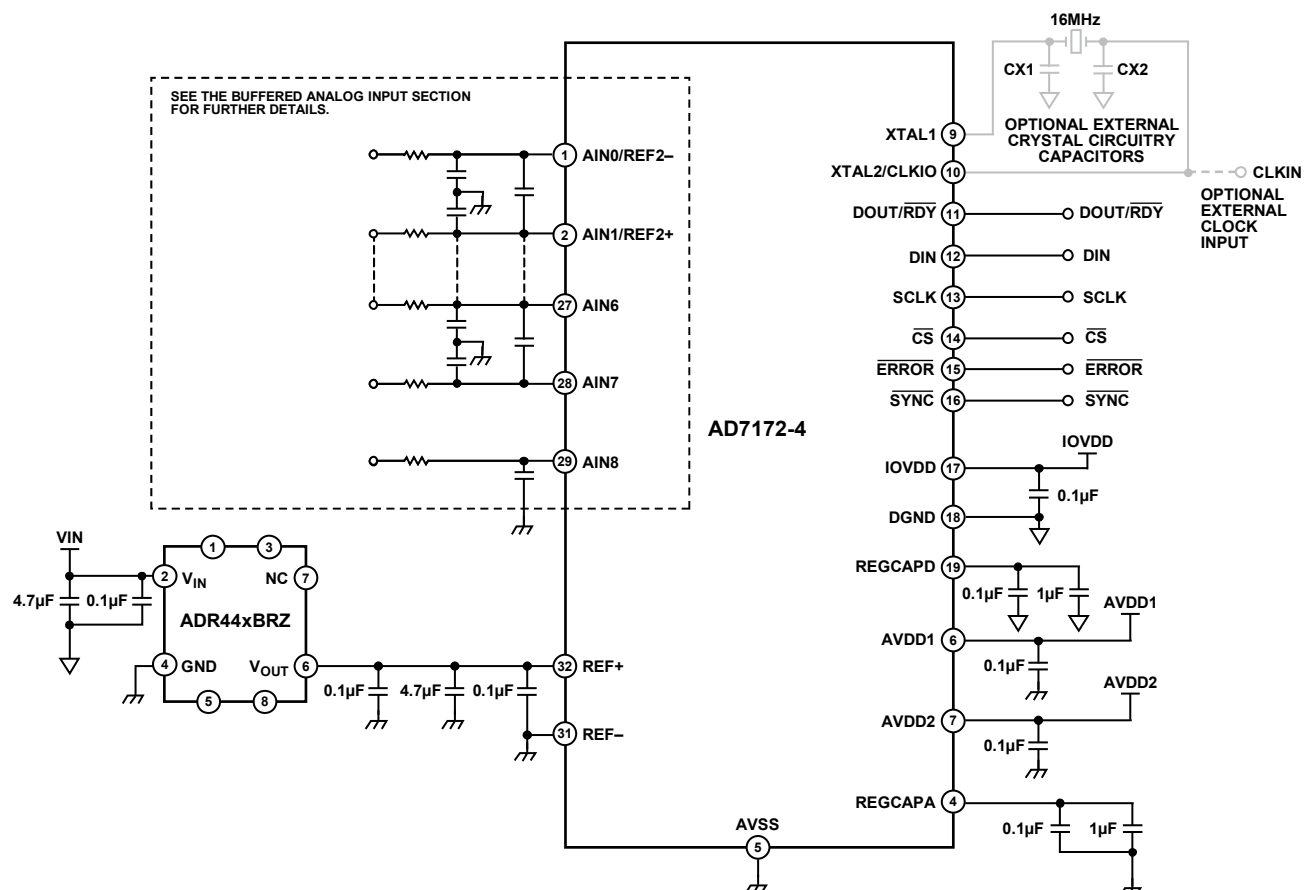 16MHz
CX1
CX2
OPTIONAL EXTERNAL
CRYSTAL CIRCUITRY
CAPACITORS
SEE THE BUFFERED ANALOG INPUT SECTION
FOR FURTHER DETAILS.
1 AIN0/REF2–
2 AIN1/REF2+
27 AIN6
28 AIN7
29 AIN8
XTAL1 9
XTAL2/CLKIO 10
CLKIN
OPTIONAL
EXTERNAL
CLOCK
INPUT
DOUT/RDY 11 DOUT/RDY
DIN 12 DIN
SCLK 13 SCLK
CS 14 CS
ERROR 15 ERROR
SYNC 16 SYNC
AD7172-4
IOVDD
IOVDD 17
0.1µF
DGND 18
REGCAPD 19
0.1µF 1µF
AVDD1
AVDD1 6
0.1µF
AVDD2
AVDD2 7
0.1µF
REGCAPA 4
0.1µF 1µF
VIN
4.7µF 0.1µF
1 3
2 VIN
NC 7
ADR44xBRZ
4 GND
VOUT 6
5 8
0.1µF 4.7µF 0.1µF
32 REF+
31 REF–
AVSS
5